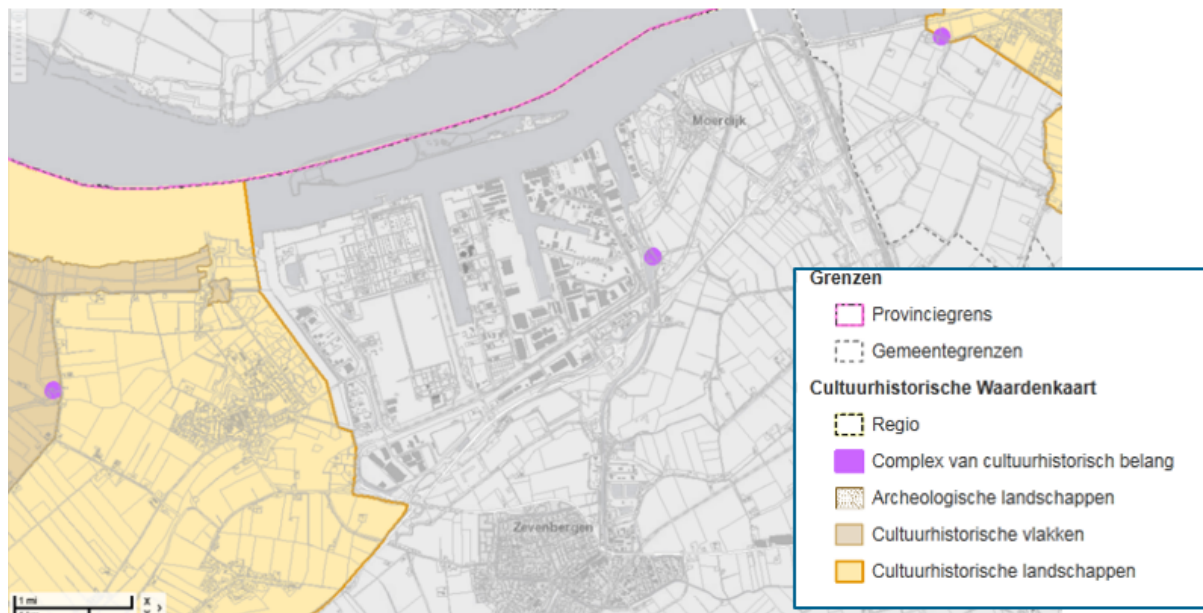 Moerdijk
Zevenbergen
1 mi
Grenzen
Provinciegrens
Gemeentegrenzen
Cultuurhistorische Waardenkaart
Regio
Complex van cultuurhistorisch belang
Archeologische landschappen
Cultuurhistorische vlakken
Cultuurhistorische landschappen